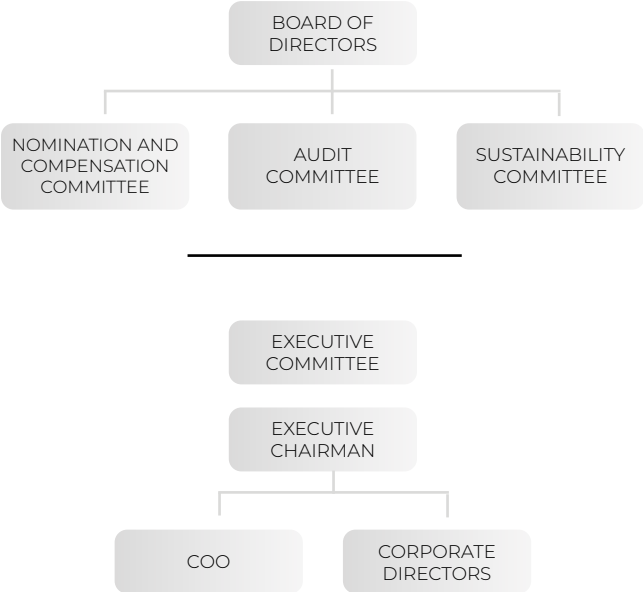 BOARD OF
DIRECTORS
NOMINATION AND
COMPENSATION
COMMITTEE
AUDIT
COMMITTEE
SUSTAINABILITY
COMMITTEE
EXECUTIVE
COMMITTEE
EXECUTIVE
CHAIRMAN
COO
CORPORATE
DIRECTORS